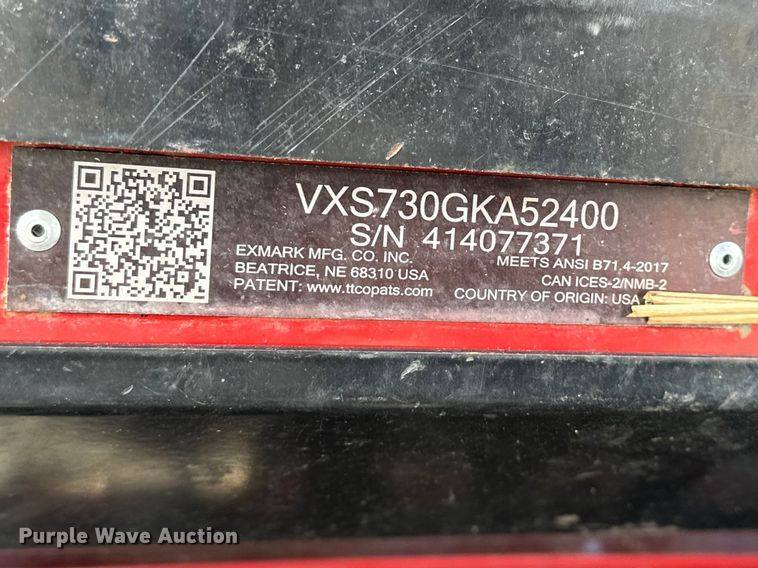 VXS730GKA52400
S/N 414077371
EXMARK MFG. CO. INC.
BEATRICE, NE 68310 USA
PATENT: www.ttcopats.com
MEETS ANSI B71.4-2017
CAN ICES-2/NMB-2
COUNTRY OF ORIGIN: USA
Purple Wave Auction